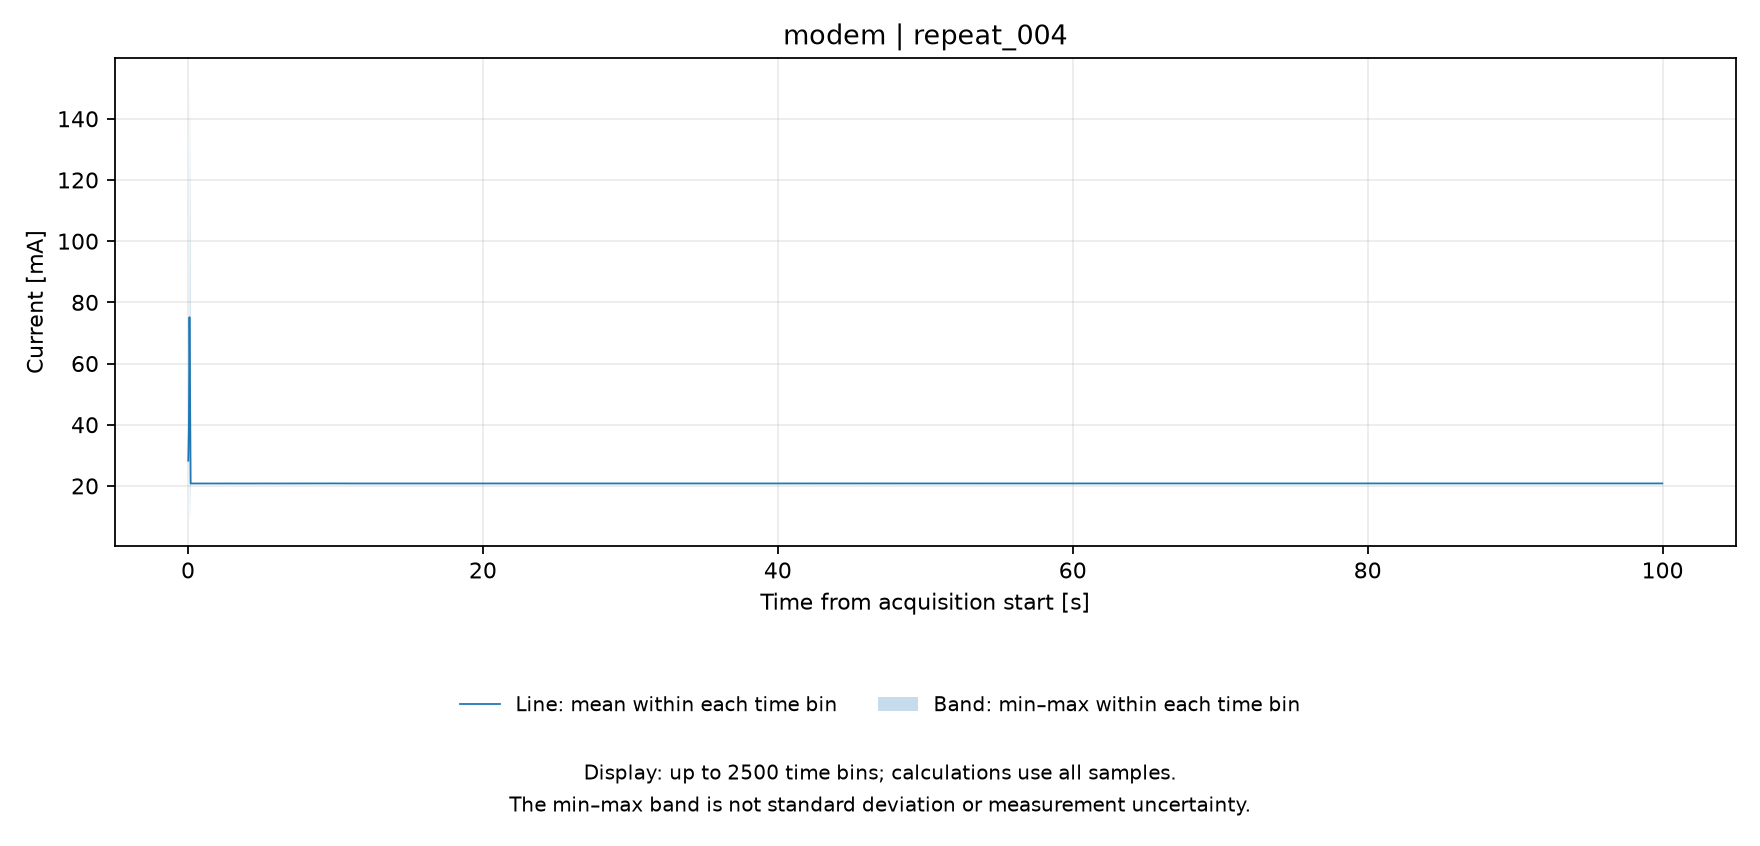 modem | repeat_004
140
120
100
80
60
40
20
Current [mA]
0 20 40 60 80 100
Time from acquisition start [s]
Line: mean within each time bin Band: min–max within each time bin
Display: up to 2500 time bins; calculations use all samples.
The min–max band is not standard deviation or measurement uncertainty.